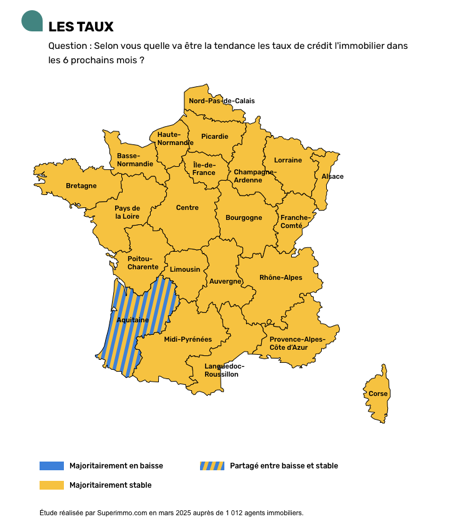 LES TAUX
Question : Selon vous quelle va être la tendance les taux de crédit l'immobilier dans
les 6 prochains mois ?
Nord-Pas-de-Calais
Haute-
Normandie
Picardie
Basse-
Normandie
Île-de-
France
Lorraine
Champagne-
Ardenne
Alsace
Bretagne
Pays de
la Loire
Centre
Bourgogne
Franche-
Comté
Poitou-
Charente
Limousin
Auvergne
Rhône-Alpes
Aquitaine
Midi-Pyrénées
Provence-Alpes-
Côte d'Azur
Languedoc-
Roussillon
Corse
Majoritairement en baisse
Partagé entre baisse et stable
Majoritairement stable
Étude réalisée par Superimmo.com en mars 2025 auprès de 1 012 agents immobiliers.